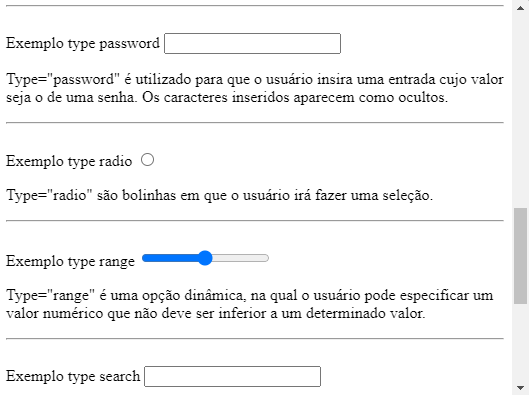 Exemplo type password
Type="password" é utilizado para que o usuário insira uma entrada cujo valor
seja o de uma senha. Os caracteres inseridos aparecem como ocultos.
Exemplo type radio
Type="radio" são bolinhas em que o usuário irá fazer uma seleção.
Exemplo type range
Type="range" é uma opção dinâmica, na qual o usuário pode especificar um
valor numérico que não deve ser inferior a um determinado valor.
Exemplo type search